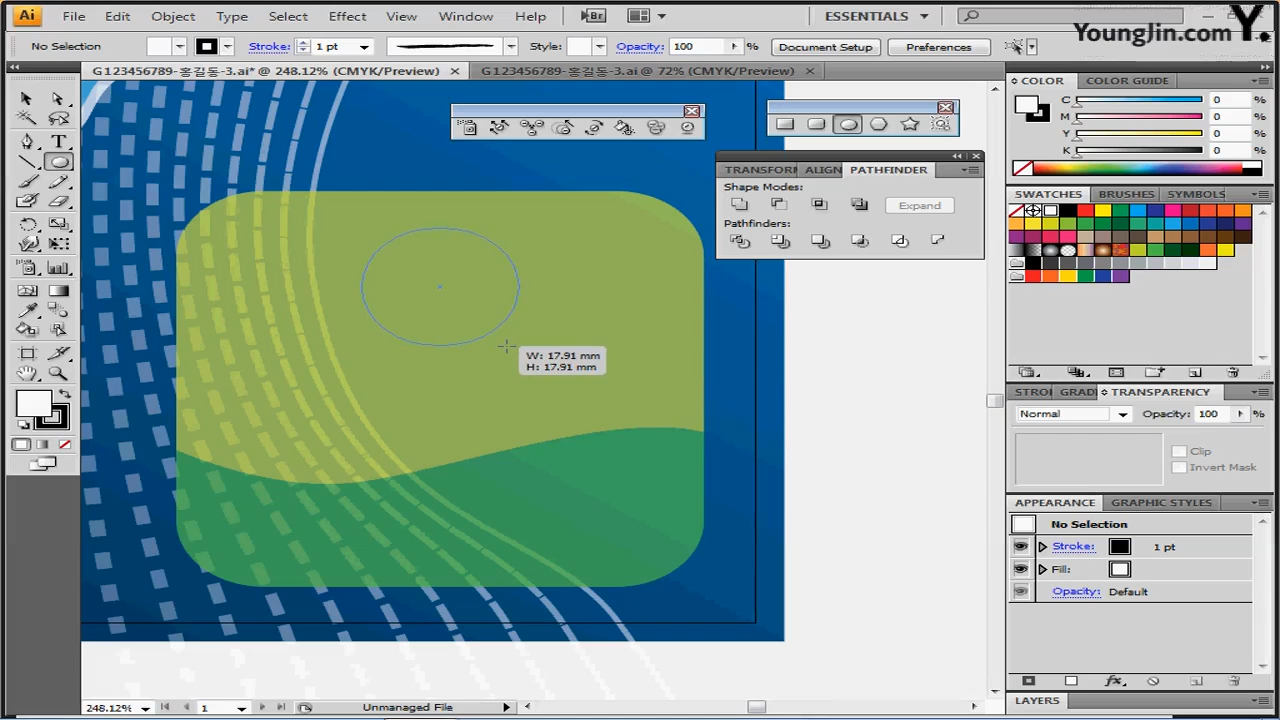 Ai File Edit Object Type Select Effect View Window Help Br ESSENTIALS
Y.
YoungJin.com
No Selection Stroke: 1 pt Style: Opacity: 100 % Document Setup Preferences
G123456789-홍길동-3.ai* @ 248.12% (CMYK/Preview) G123456789-홍길동-3.ai @ 72% (CMYK/Preview)
COLOR COLOR GUIDE
C 0 %
M 0 %
Y 0 %
K 0 %
TRANSFORM ALIGN PATHFINDER
Shape Modes:
Expand
Pathfinders:
SWATCHES BRUSHES SYMBOLS
W: 17.91 mm
H: 17.91 mm
STRO GRAD TRANSPARENCY
Normal Opacity: 100 %
Clip
Invert Mask
APPEARANCE GRAPHIC STYLES
No Selection
Stroke: 1 pt
Fill:
Opacity: Default
fx
LAYERS
248.12% 1 Unmanaged File